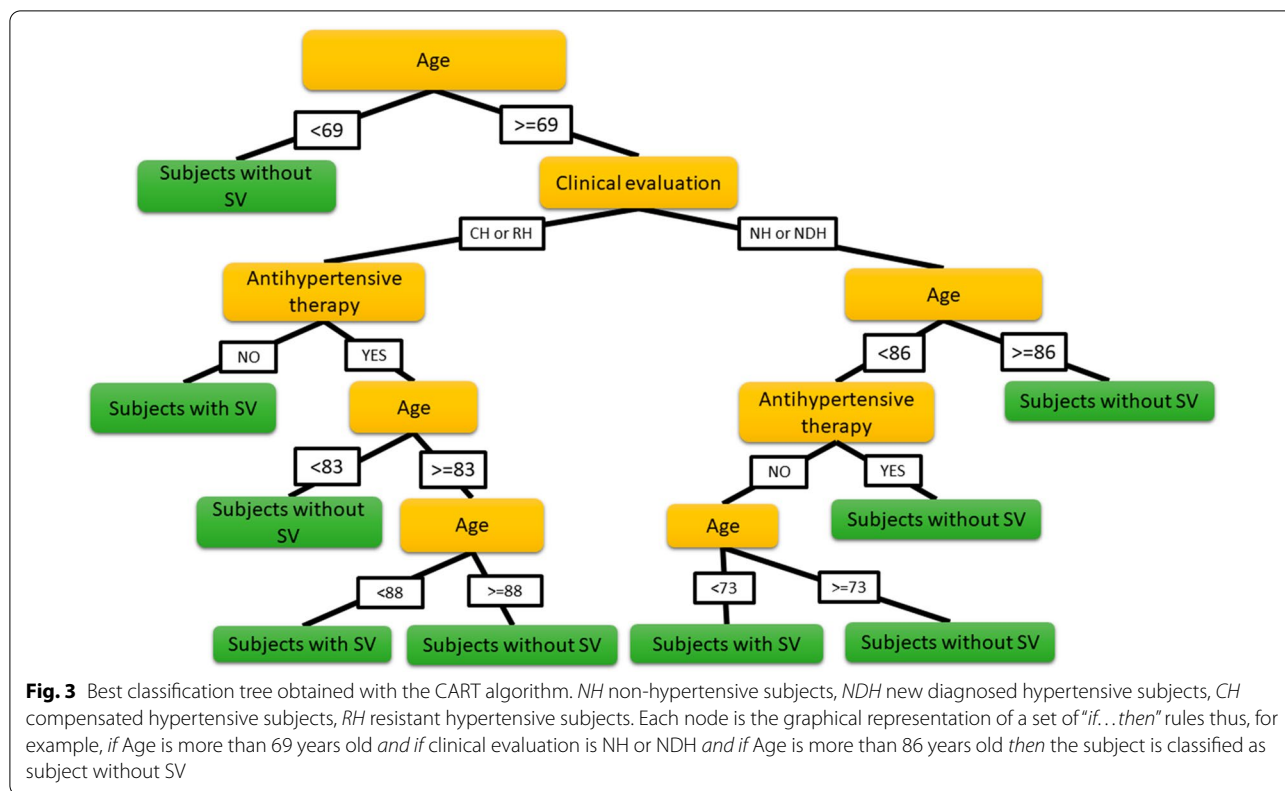 Age
<69
>=69
Subjects without
SV
Clinical evaluation
CH or RH
NH or NDH
Antihypertensive
therapy
Age
NO
YES
<86
>=86
Subjects with SV
Age
Antihypertensive
therapy
Subjects without SV
<83
>=83
NO
YES
Subjects without
SV
Age
Age
Subjects without SV
<88
>=88
<73
>=73
Subjects with SV
Subjects without SV
Subjects with SV
Subjects without SV
Fig. 3 Best classification tree obtained with the CART algorithm. NH non-hypertensive subjects, NDH new diagnosed hypertensive subjects, CH
compensated hypertensive subjects, RH resistant hypertensive subjects. Each node is the graphical representation of a set of “if…then” rules thus, for
example, if Age is more than 69 years old and if clinical evaluation is NH or NDH and if Age is more than 86 years old then the subject is classified as
subject without SV